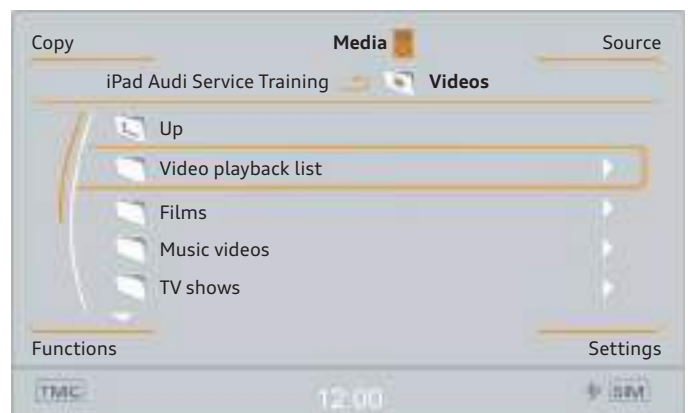 Copy Media Source
iPad Audi Service Training Videos
Up
Video playback list
Films
Music videos
TV shows
Functions Settings
TMC 12:00 SIM